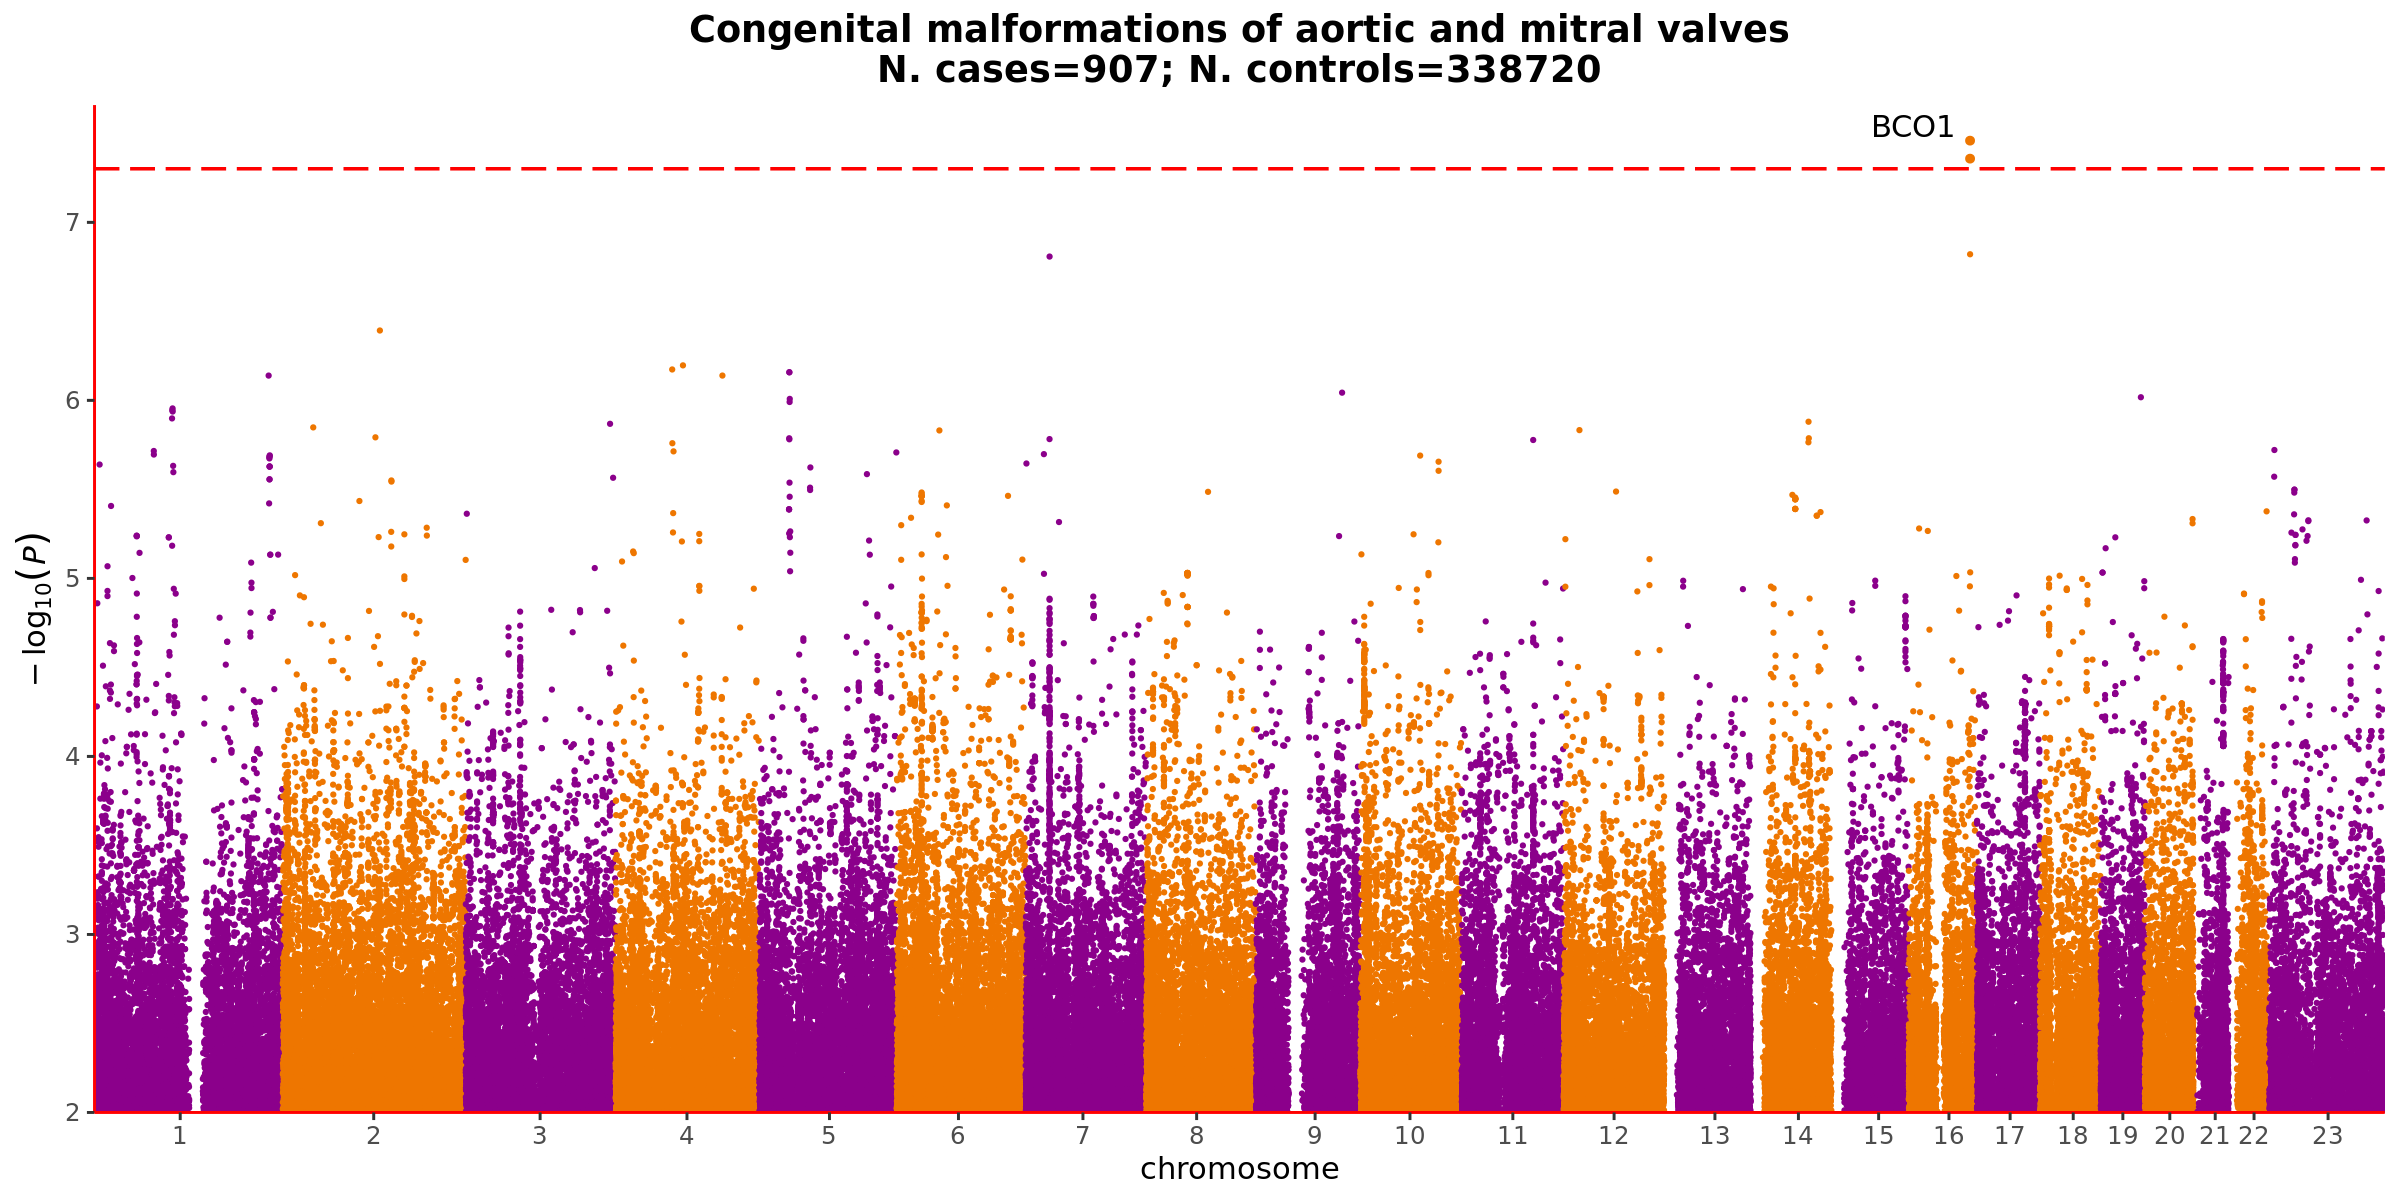 Congenital malformations of aortic and mitral valves
N. cases=907; N. controls=338720
BCO1
7
6
5
4
3
2
−log10(P)
1 2 3 4 5 6 7 8 9 10 11 12 13 14 15 16 17 18 19 20 21 22 23
chromosome